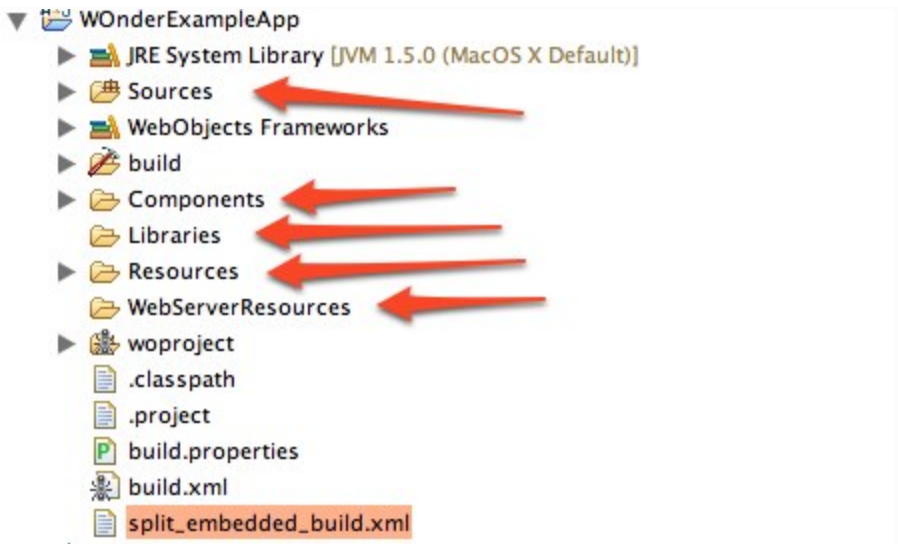 WOnderExampleApp
JRE System Library [JVM 1.5.0 (MacOS X Default)]
Sources
WebObjects Frameworks
build
Components
Libraries
Resources
WebServerResources
woproject
.classpath
.project
P build.properties
build.xml
split_embedded_build.xml